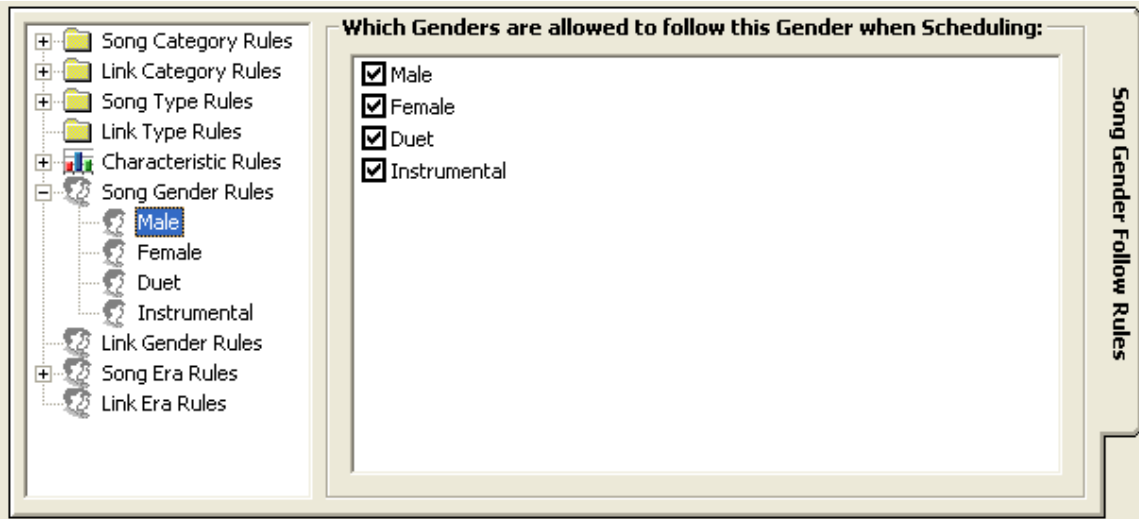 Song Category Rules
Link Category Rules
Song Type Rules
Link Type Rules
Characteristic Rules
Song Gender Rules
Male
Female
Duet
Instrumental
Link Gender Rules
Song Era Rules
Link Era Rules
Which Genders are allowed to follow this Gender when Scheduling:
Male
Female
Duet
Instrumental
Song Gender Follow Rules